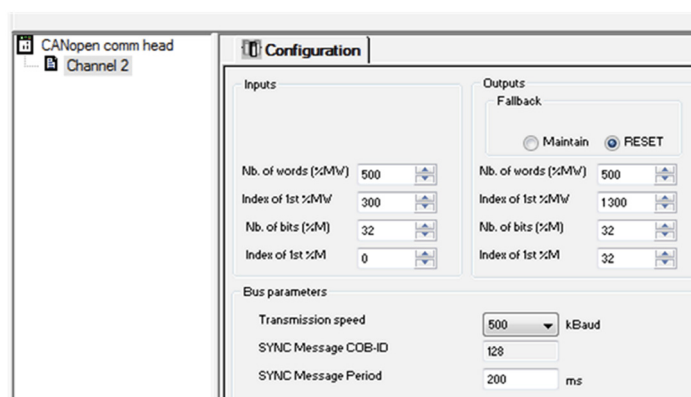 CANopen comm head
Channel 2
Configuration
Inputs
Outputs
Fallback
Maintain RESET
Nb. of words (%MW) 500 Nb. of words (%MW) 500
Index of 1st %MW 300 Index of 1st %MW 1300
Nb. of bits (%M) 32 Nb. of bits (%M) 32
Index of 1st %M 0 Index of 1st %M 32
Bus parameters
Transmission speed 500 kBaud
SYNC Message COB-ID 128
SYNC Message Period 200 ms